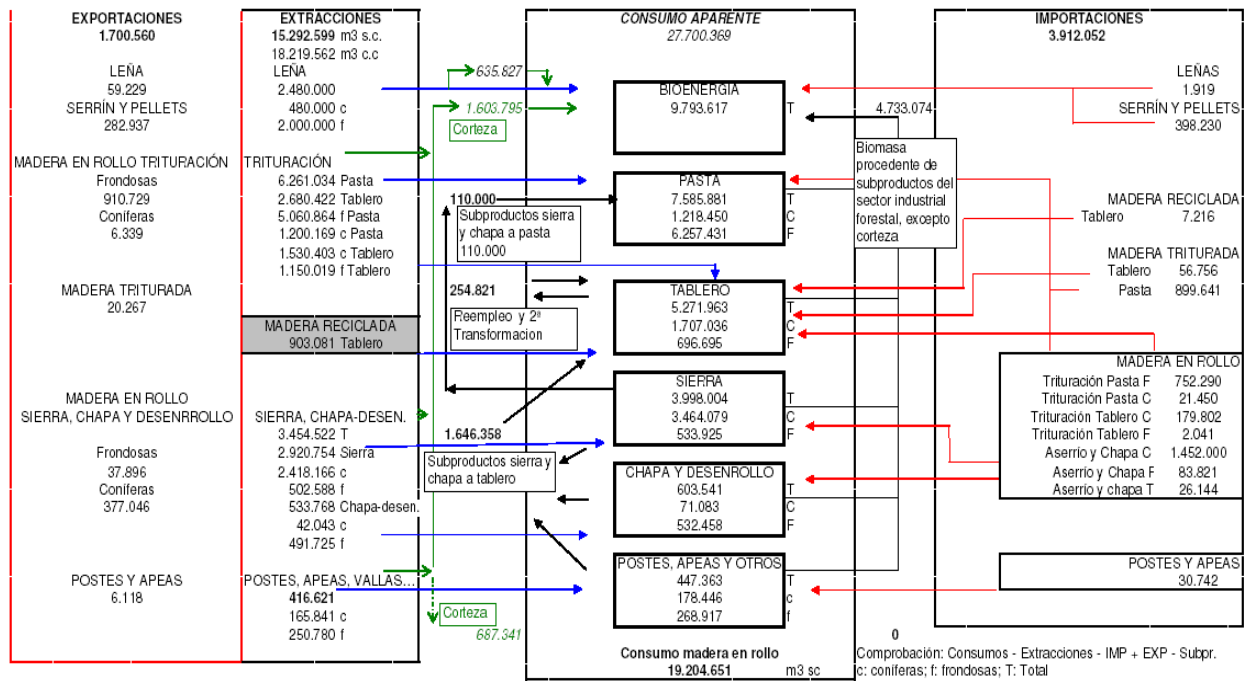 EXPORTACIONES
1.700.560
LEÑA
59.229
SERRÍN Y PELLETS
282.937
MADERA EN ROLLO TRITURACIÓN
Frondosas
910.729
Coníferas
6.339
MADERA TRITURADA
20.267
MADERA EN ROLLO
SIERRA, CHAPA Y DESENRROLLO
Frondosas
37.896
Coníferas
377.046
POSTES Y APEAS
6.118
EXTRACCIONES
15.292.599 m3 s.c.
18.219.562 m3 c.c
LEÑA
2.480.000
480.000 c
2.000.000 f
TRITURACIÓN
6.261.034 Pasta
2.680.422 Tablero
5.060.864 f Pasta
1.200.169 c Pasta
1.530.403 c Tablero
1.150.019 f Tablero
MADERA RECICLADA
903.081 Tablero
SIERRA, CHAPA-DESEN.
3.454.522 T
2.920.754 Sierra
2.418.166 c
502.588 f
533.768 Chapa-desen.
42.043 c
491.725 f
POSTES, APEAS, VALLAS...
416.621
165.841 c
250.780 f
635.827
1.603.795
Corteza
110.000
Subproductos sierra
y chapa a pasta
110.000
254.821
Reempleo y 2ª
Transformacion
1.646.358
Subproductos sierra y
chapa a tablero
Corteza
687.341
CONSUMO APARENTE
27.700.369
BIOENERGIA
9.793.617 T
4.733.074
PASTA
7.585.881 T
1.218.450 C
6.257.431 F
TABLERO
5.271.963 T
1.707.036 C
696.695 F
SIERRA
3.998.004 T
3.464.079 C
533.925 F
CHAPA Y DESENROLLO
603.541 T
71.083 C
532.458 F
POSTES, APEAS Y OTROS
447.363 T
178.446 c
268.917 f
Consumo madera en rollo
19.204.651 m3 sc
Biomasa
procedente de
subproductos del
sector industrial
forestal, excepto
corteza
IMPORTACIONES
3.912.052
LEÑAS
1.919
SERRÍN Y PELLETS
398.230
MADERA RECICLADA
Tablero 7.216
MADERA TRITURADA
Tablero 56.756
Pasta 899.641
MADERA EN ROLLO
Trituración Pasta F 752.290
Trituración Pasta C 21.450
Trituración Tablero C 179.802
Trituración Tablero F 2.041
Aserrio y Chapa C 1.452.000
Aserrio y Chapa F 83.821
Aserrio y chapa T 26.144
POSTES Y APEAS
30.742
0
Comprobación: Consumos - Extracciones - IMP + EXP - Subpr.
c: coníferas; f: frondosas; T: Total